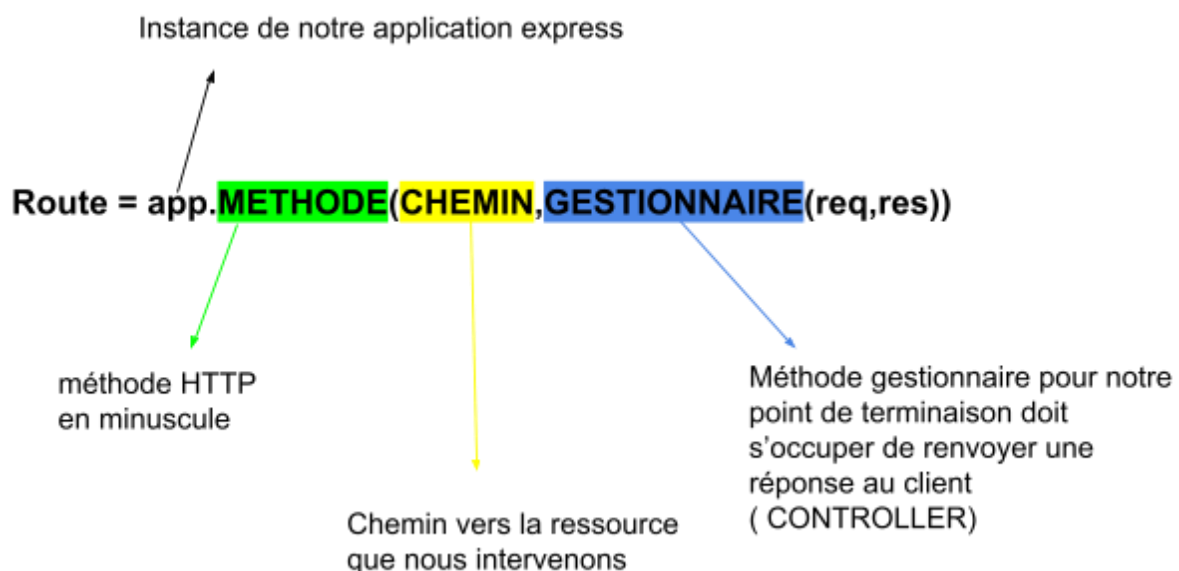 Instance de notre application express
Route = app.METHODE(CHEMIN,GESTIONNAIRE(req,res))
méthode HTTP
en minuscule
Méthode gestionnaire pour notre
point de terminaison doit
s’occuper de renvoyer une
réponse au client
( CONTROLLER)
Chemin vers la ressource
que nous intervenons